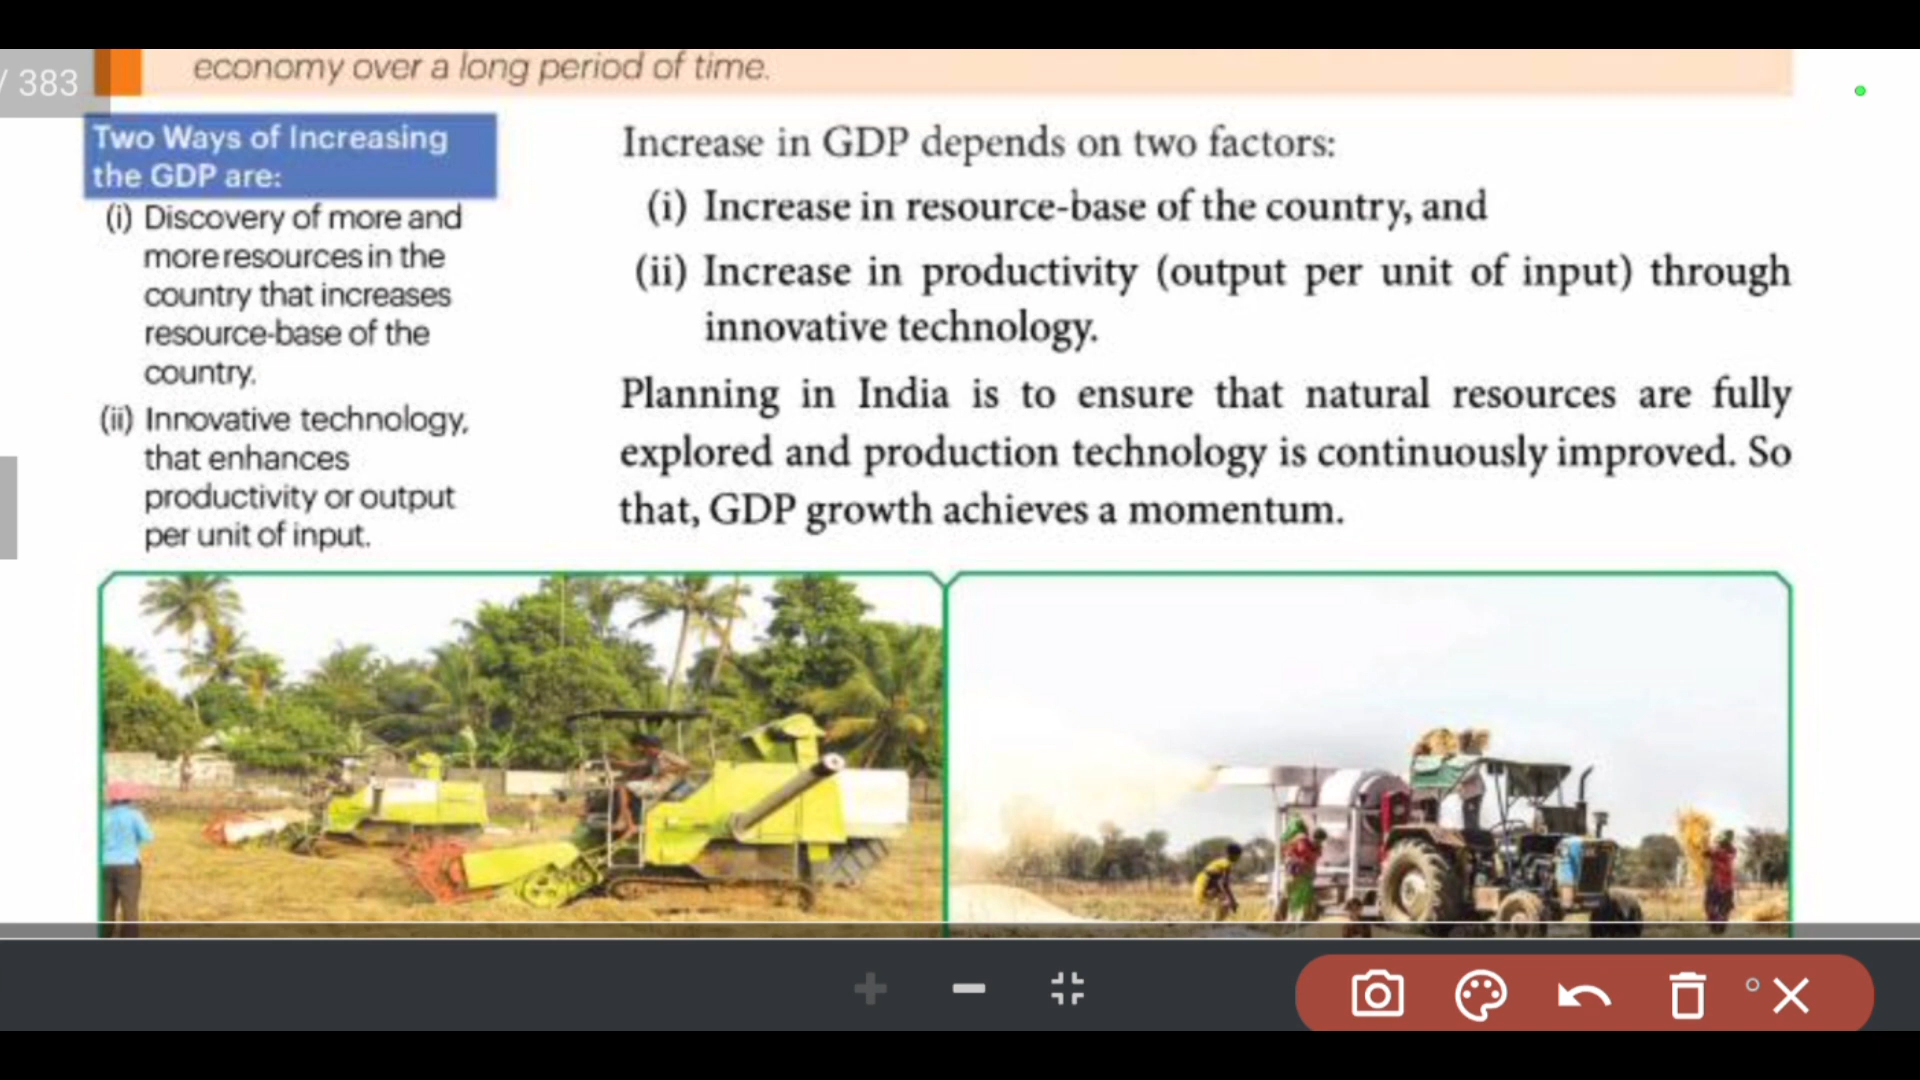 economy over a long period of time.
/ 383
Two Ways of Increasing
the GDP are:
(i) Discovery of more and
more resources in the
country that increases
resource-base of the
country.
(ii) Innovative technology,
that enhances
productivity or output
per unit of input.
Increase in GDP depends on two factors:
(i) Increase in resource-base of the country, and
(ii) Increase in productivity (output per unit of input) through
innovative technology.
Planning in India is to ensure that natural resources are fully
explored and production technology is continuously improved. So
that, GDP growth achieves a momentum.